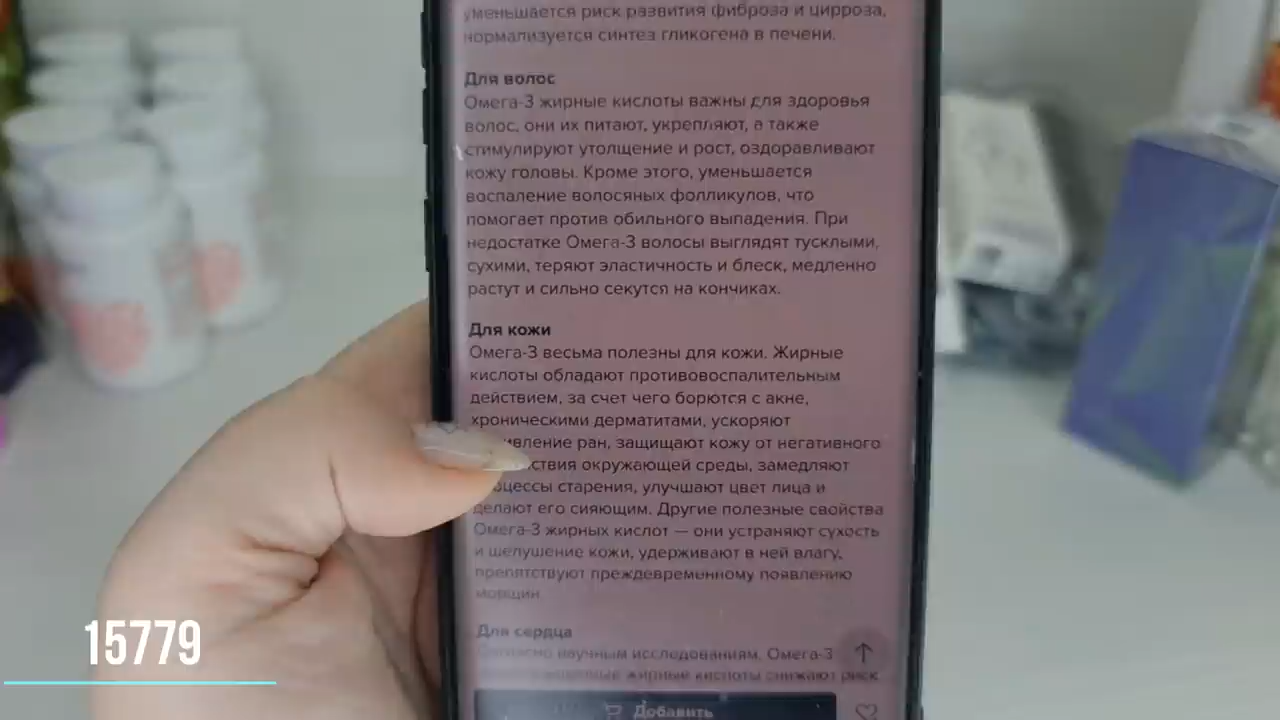 уменьшается риск развития фиброза и цирроза,
нормализуется синтез гликогена в печени.
Для волос
Омега-3 жирные кислоты важны для здоровья
волос, они их питают, укрепляют, а также
стимулируют утолщение и рост, оздоравливают
кожу головы. Кроме этого, уменьшается
воспаление волосяных фолликулов, что
помогает против обильного выпадения. При
недостатке Омега-3 волосы выглядят тусклыми,
сухими, теряют эластичность и блеск, медленно
растут и сильно секутся на кончиках.
Для кожи
Омега-3 весьма полезны для кожи. Жирные
кислоты обладают противовоспалительным
действием, за счет чего борются с акне,
хроническими дерматитами, ускоряют
ран, защищают кожу от негативного
окружающей среды, замедляют
старения, улучшают цвет лица и
делают его сияющим. Другие полезные свойства
Омега-3 жирных кислот — они устраняют сухость
и шелушение кожи, удерживают в ней влагу,
препятствуют преждевременному появлению
морщин.
Для сердца
Согласно научным исследованиям, Омега-3
жирные кислоты снижают риск
Добавить
15779